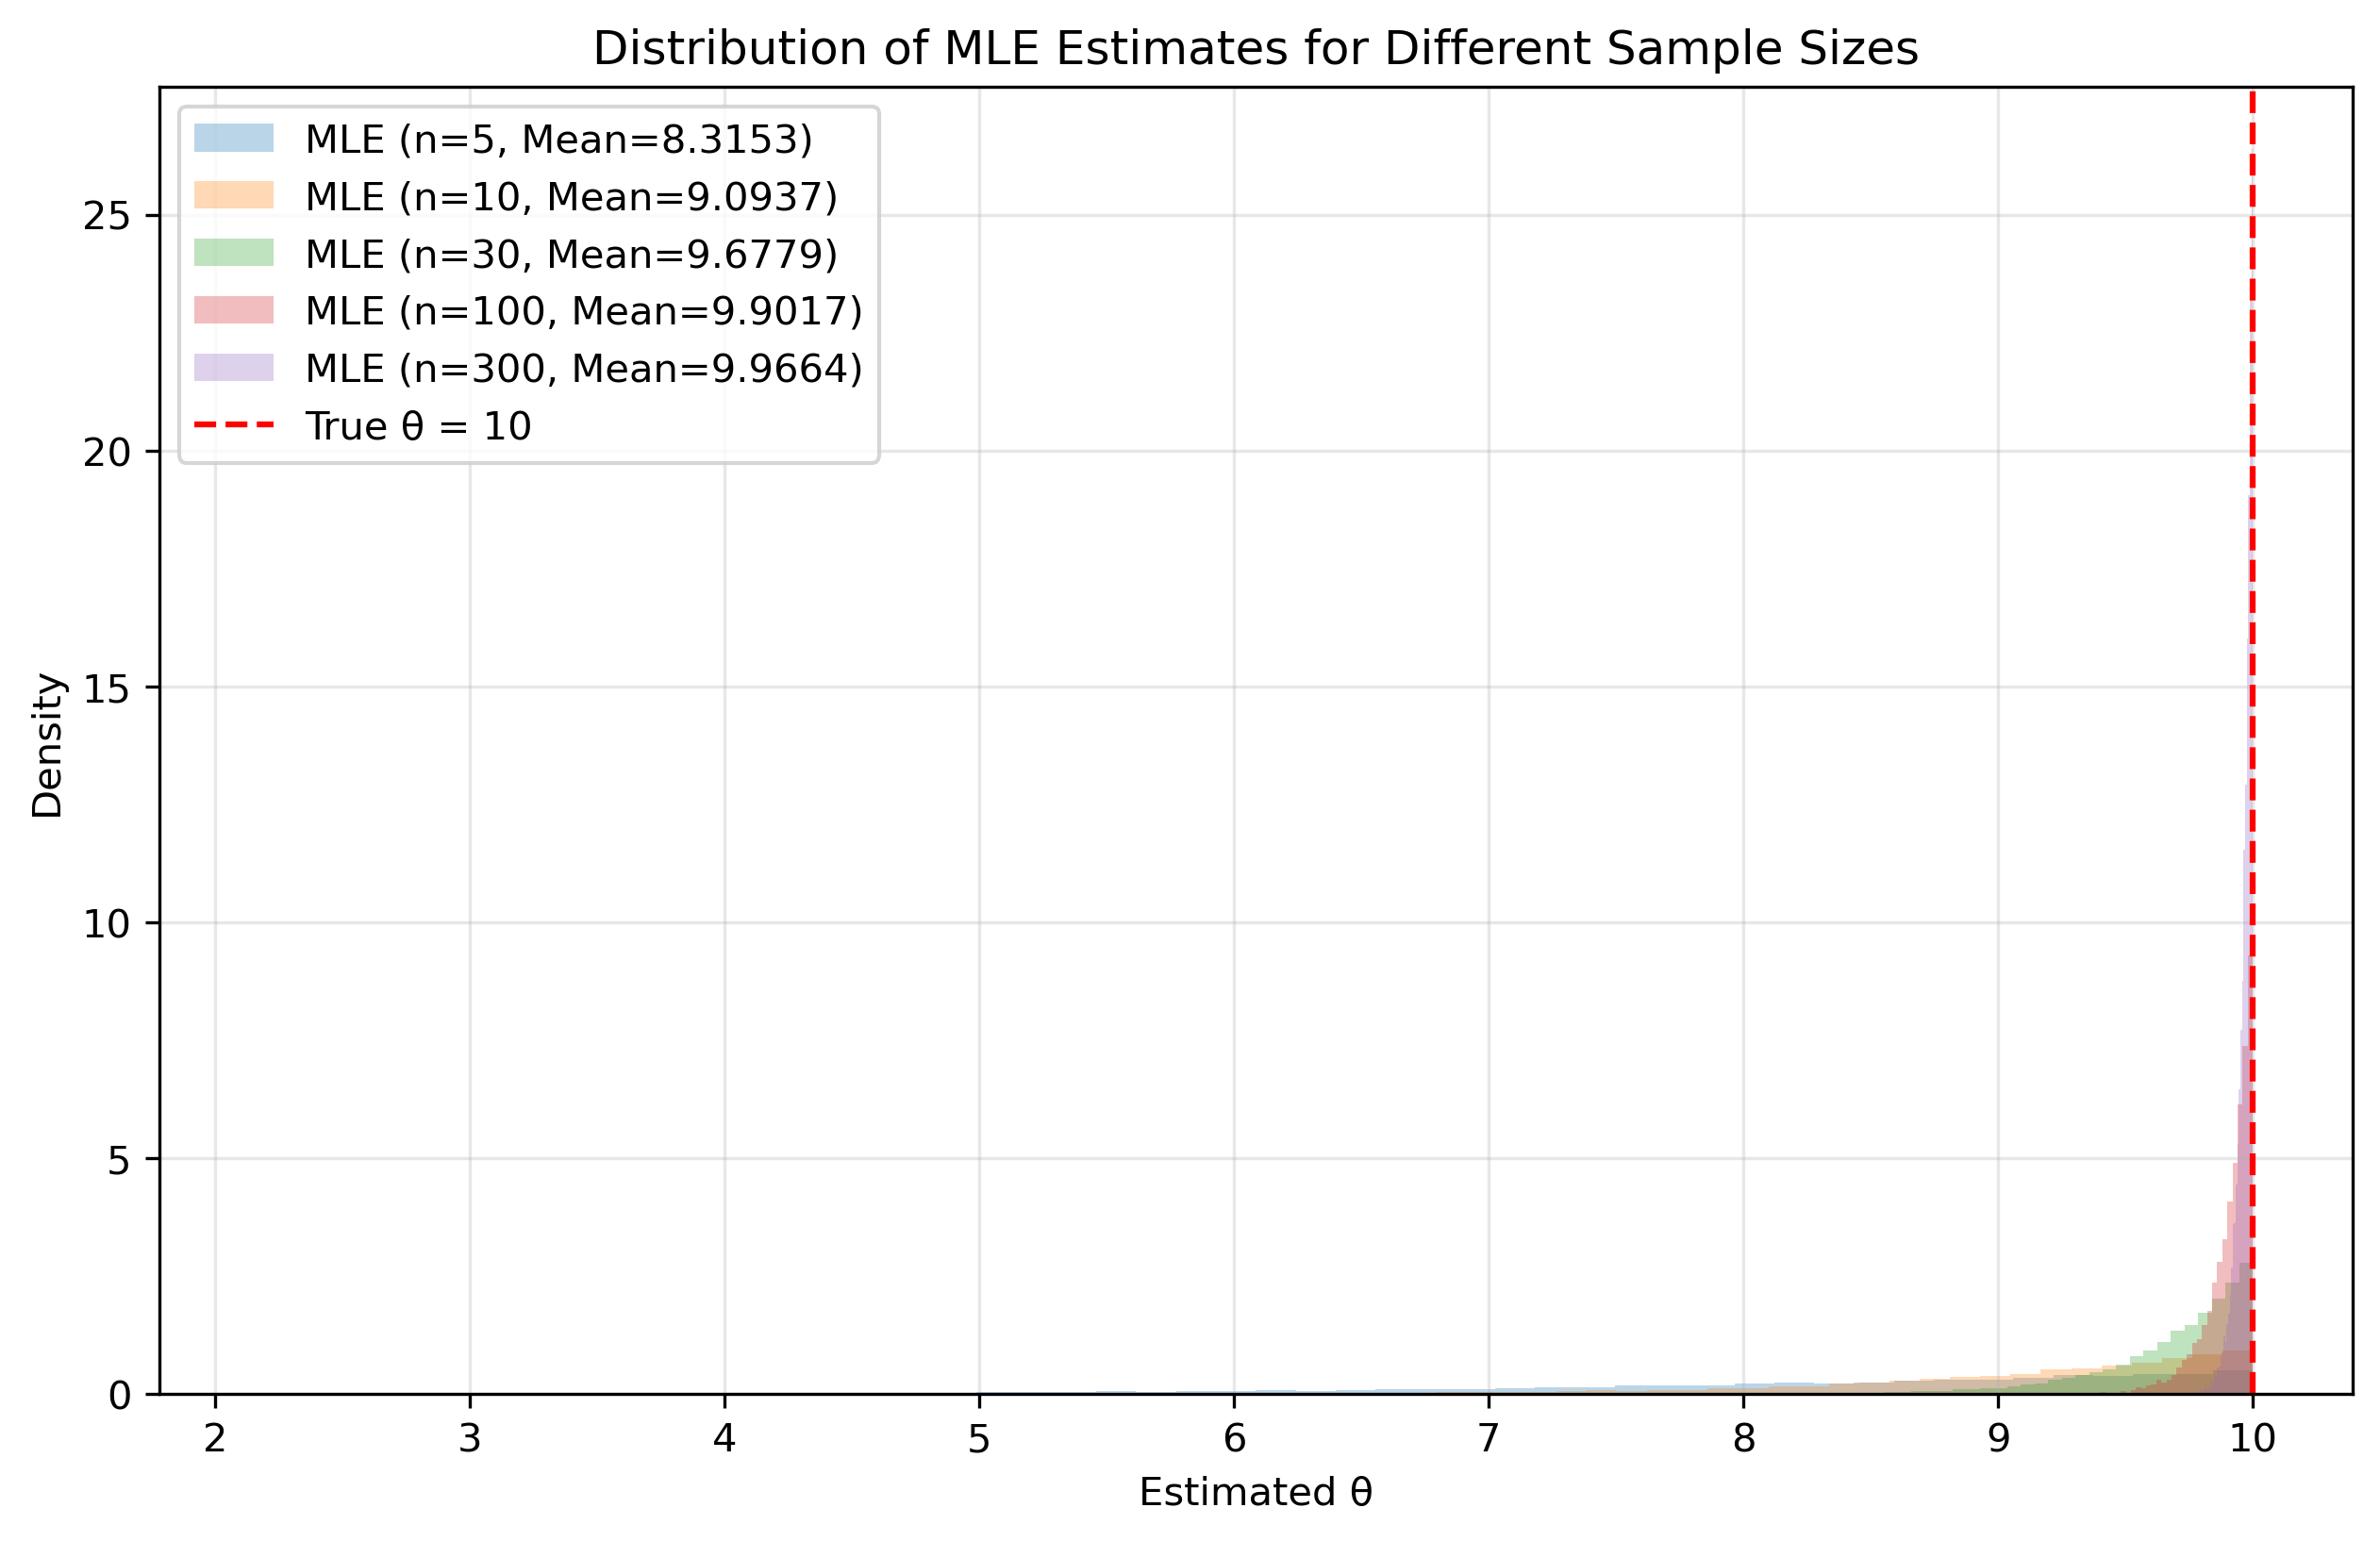 Distribution of MLE Estimates for Different Sample Sizes
MLE (n=5, Mean=8.3153)
MLE (n=10, Mean=9.0937)
MLE (n=30, Mean=9.6779)
MLE (n=100, Mean=9.9017)
MLE (n=300, Mean=9.9664)
True θ = 10
Density
25
20
15
10
5
0
2 3 4 5 6 7 8 9 10
Estimated θ